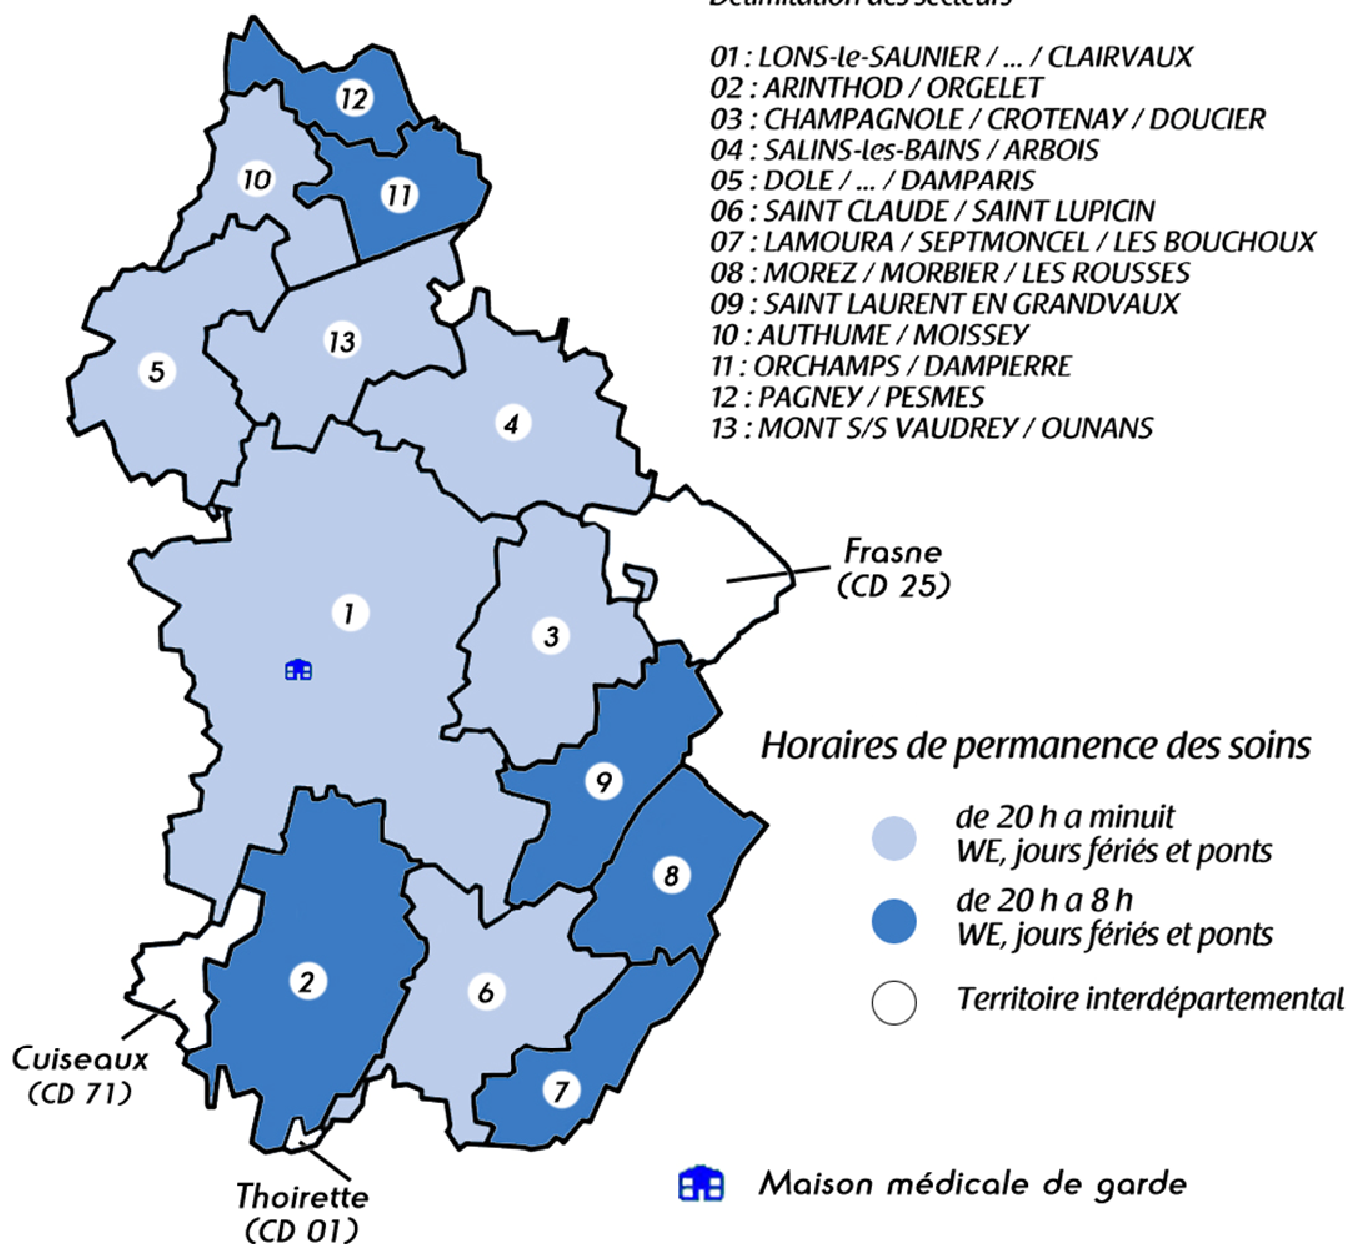 Délimitation des secteurs
01 : LONS-le-SAUNIER / ... / CLAIRVAUX
02 : ARINTHOD / ORGELET
03 : CHAMPAGNOLE / CROTENAY / DOUCIER
04 : SALINS-les-BAINS / ARBOIS
05 : DOLE / ... / DAMPARIS
06 : SAINT CLAUDE / SAINT LUPICIN
07 : LAMOURA / SEPTMONCEL / LES BOUCHOUX
08 : MOREZ / MORBIER / LES ROUSSES
09 : SAINT LAURENT EN GRANDVAUX
10 : AUTHUME / MOISSEY
11 : ORCHAMPS / DAMPIERRE
12 : PAGNEY / PESMES
13 : MONT S/S VAUDREY / OUNANS
12
10
11
13
5
4
Frasne
(CD 25)
1
3
Horaires de permanence des soins
9
de 20 h a minuit
WE, jours fériés et ponts
8
de 20 h a 8 h
WE, jours fériés et ponts
2
6
Territoire interdépartemental
Cuiseaux
(CD 71)
7
Thoirette
(CD 01)
Maison médicale de garde